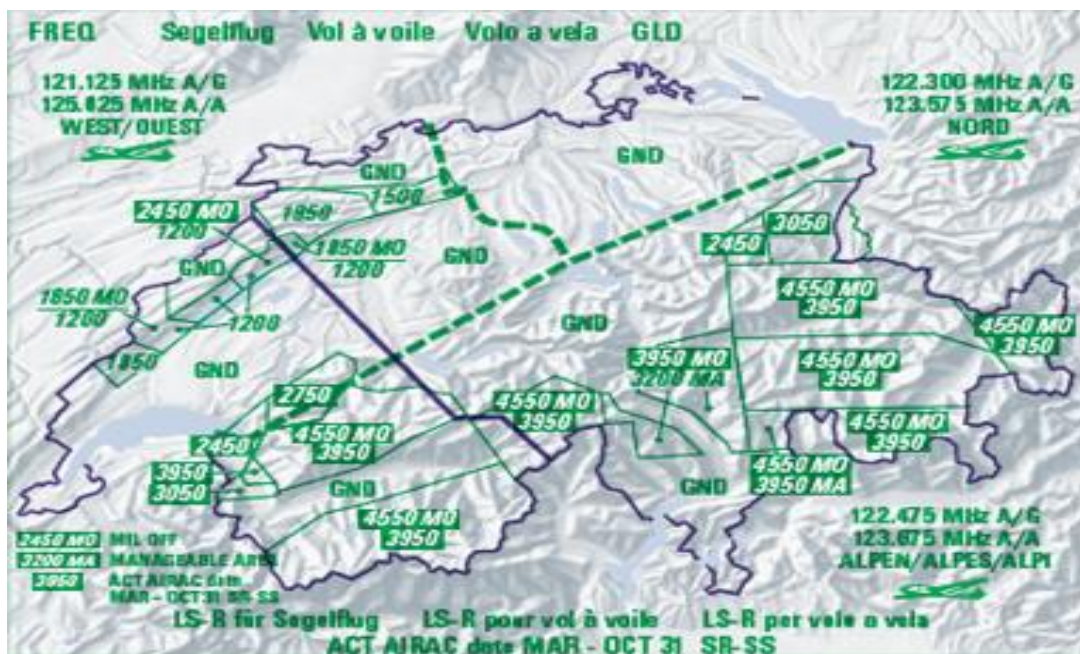 FREQ Segelflug Vol à voile Volo a vela GLD
121.125 MHz A/G
125.025 MHz A/A
WEST/OUEST
122.300 MHz A/G
123.575 MHz A/A
NORD
GND
GND
1500
1850
2450 MO
1200
1850 MO
1200
GND
GND
1850 MO
1200
1200
1850
GND
3050
2450
4550 MO
3950
4550 MO
3950
GND
3950 MO
3200 MA
4550 MO
3950
2750
4550 MO
3950
4550 MO
3950
2450
4550 MO
3950
3950
3050
GND
GND
4550 MO
3950 MA
4550 MO
3950
122.475 MHz A/G
123.675 MHz A/A
ALPEN/ALPES/ALPI
2450 MO MIL OFF
3200 MA MANAGEABLE AREA
3950 ACT AIRAC date
MAR - OCT 31 SR-SS
LS-R für Segelflug LS-R pour vol à voile LS-R per volo a vela
ACT AIRAC date MAR - OCT 31 SR-SS